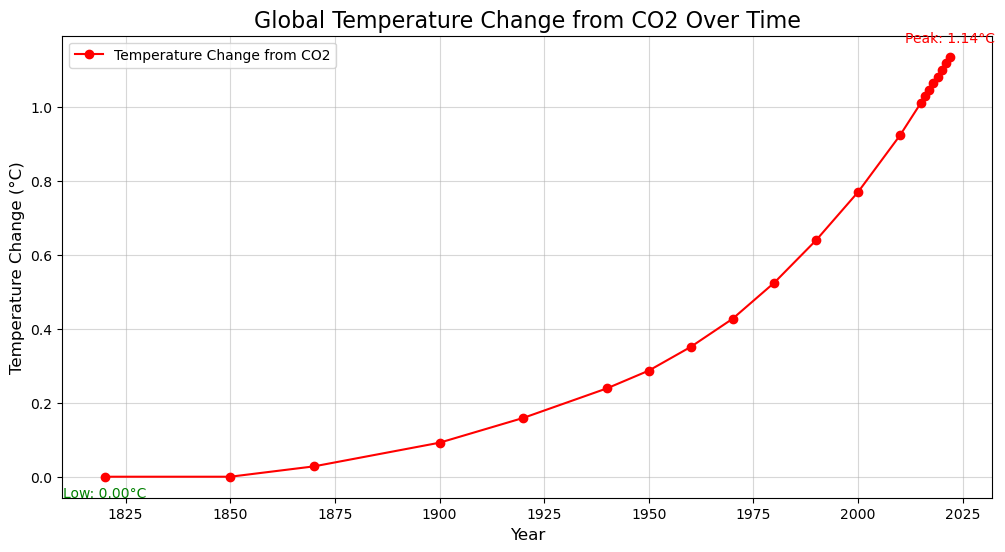 Global Temperature Change from CO2 Over Time
Peak: 1.14°C
Temperature Change from CO2
Temperature Change (°C)
1.0
0.8
0.6
0.4
0.2
0.0
Low: 0.00°C
1825 1850 1875 1900 1925 1950 1975 2000 2025
Year